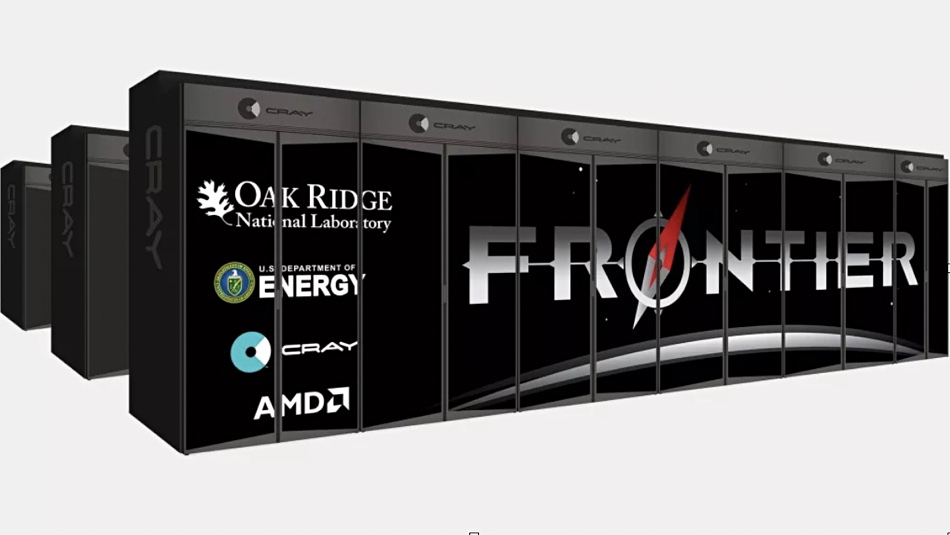 CRAY
CRAY
CRAY
CRAY
CRAY
CRAY
CRAY
CRAY
CRAY
OAK RIDGE
National Laboratory
U.S. DEPARTMENT OF
ENERGY
CRAY
AMD
FRONTIER